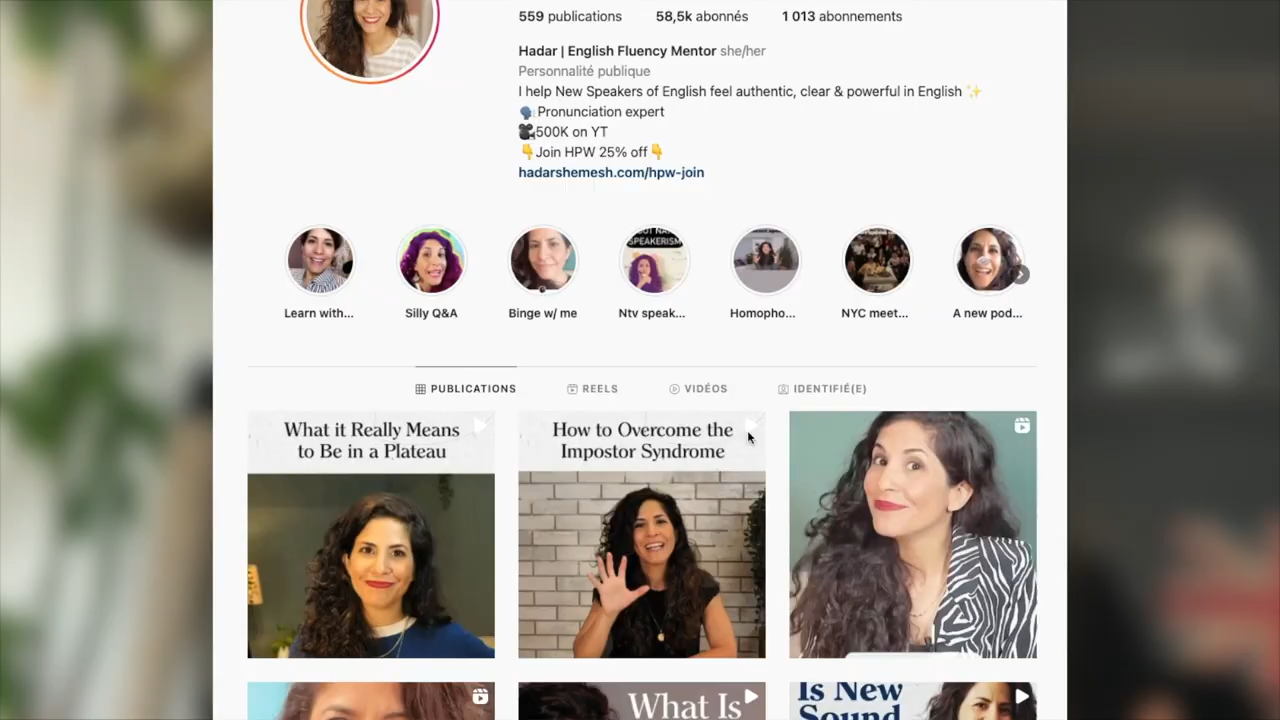 559 publications 58,5k abonnés 1 013 abonnements
Hadar | English Fluency Mentor she/her
Personnalité publique
I help New Speakers of English feel authentic, clear & powerful in English ✨
🗣️Pronunciation expert
🎥500K on YT
👇Join HPW 25% off👇
hadarshemesh.com/hpw-join
SPEAKERISM
Learn with... Silly Q&A Binge w/ me Ntv speak... Homopho... NYC meet... A new pod...
PUBLICATIONS REELS VIDÉOS IDENTIFIÉ(E)
What it Really Means
to Be in a Plateau
How to Overcome the
Impostor Syndrome
What Is
Is New
Sound